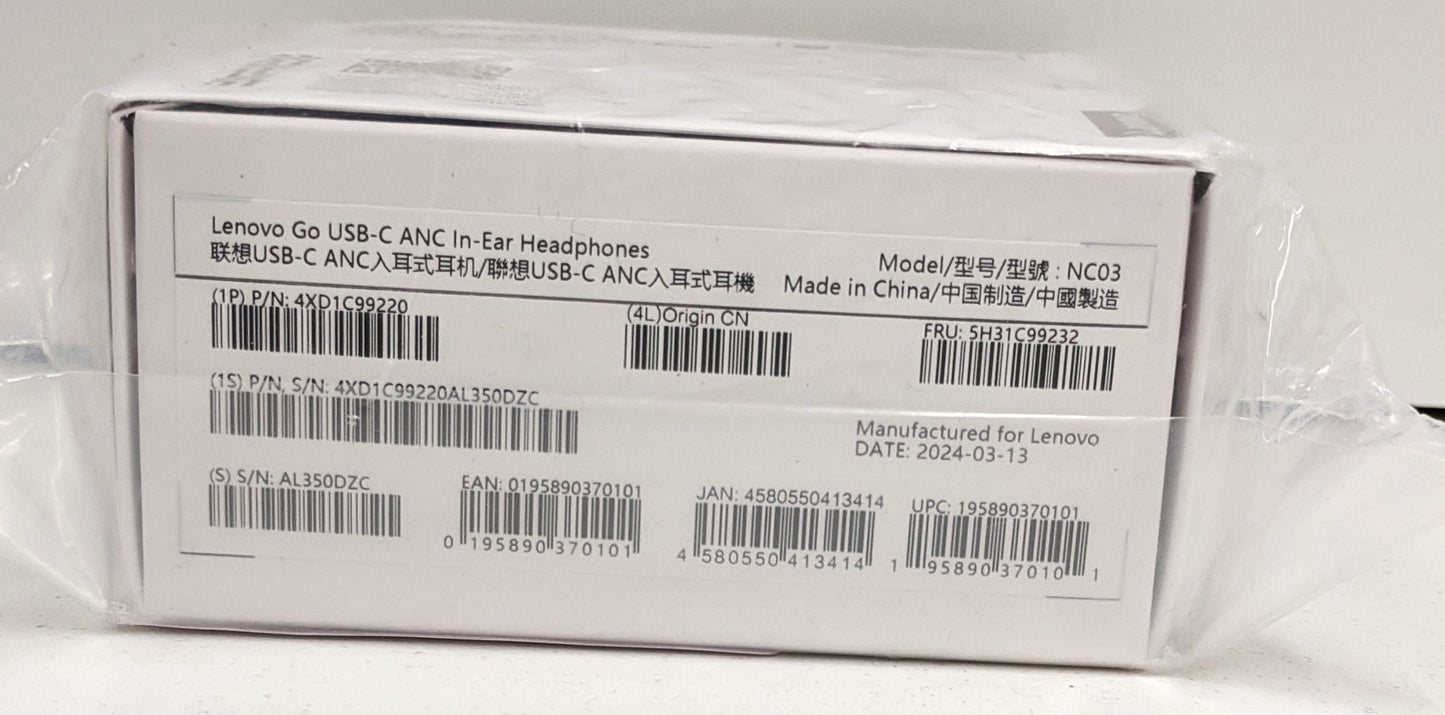 Lenovo Go USB-C ANC In-Ear Headphones
联想USB-C ANC入耳式耳机/聯想USB-C ANC入耳式耳機
Model/型号/型號 : NC03
Made in China/中国制造/中國製造
(1P) P/N: 4XD1C99220
(4L)Origin CN
FRU: 5H31C99232
(1S) P/N, S/N: 4XD1C99220AL350DZC
Manufactured for Lenovo
DATE: 2024-03-13
(S) S/N: AL350DZC
EAN: 0195890370101
JAN: 4580550413414
UPC: 195890370101
0 195890 370101
4 580550 413414
1 95890 37010 1